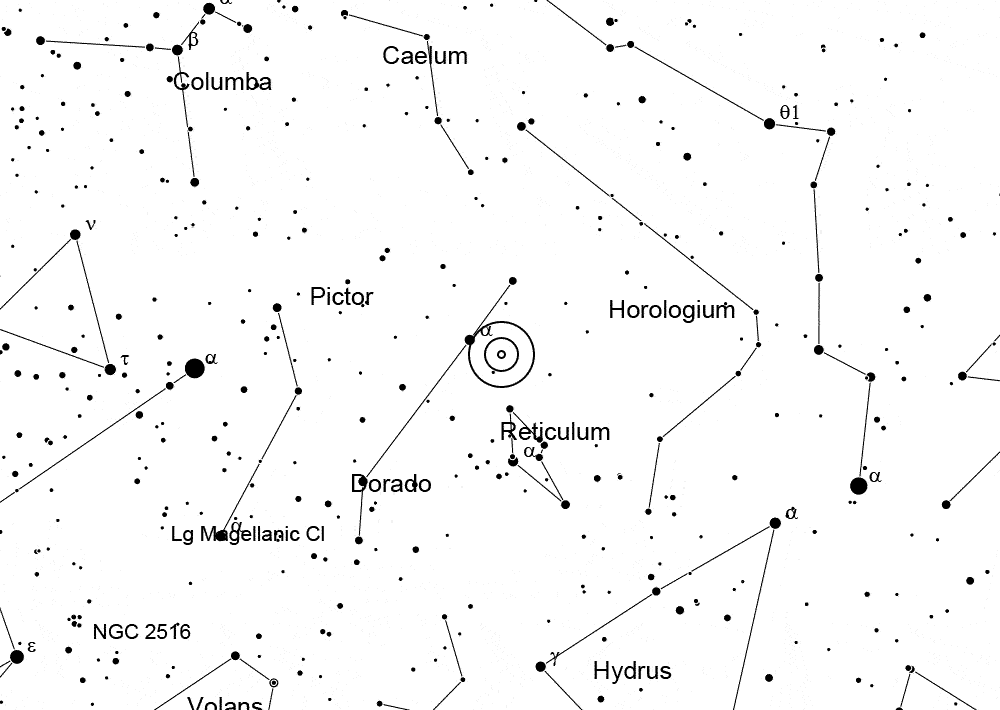 α
β
Columba
Caelum
θ1
ν
Pictor
Horologium
α
τ
α
Reticulum
α
Dorado
α
α
Lg Magellanic Cl
α
NGC 2516
ε
γ
Hydrus
Volans